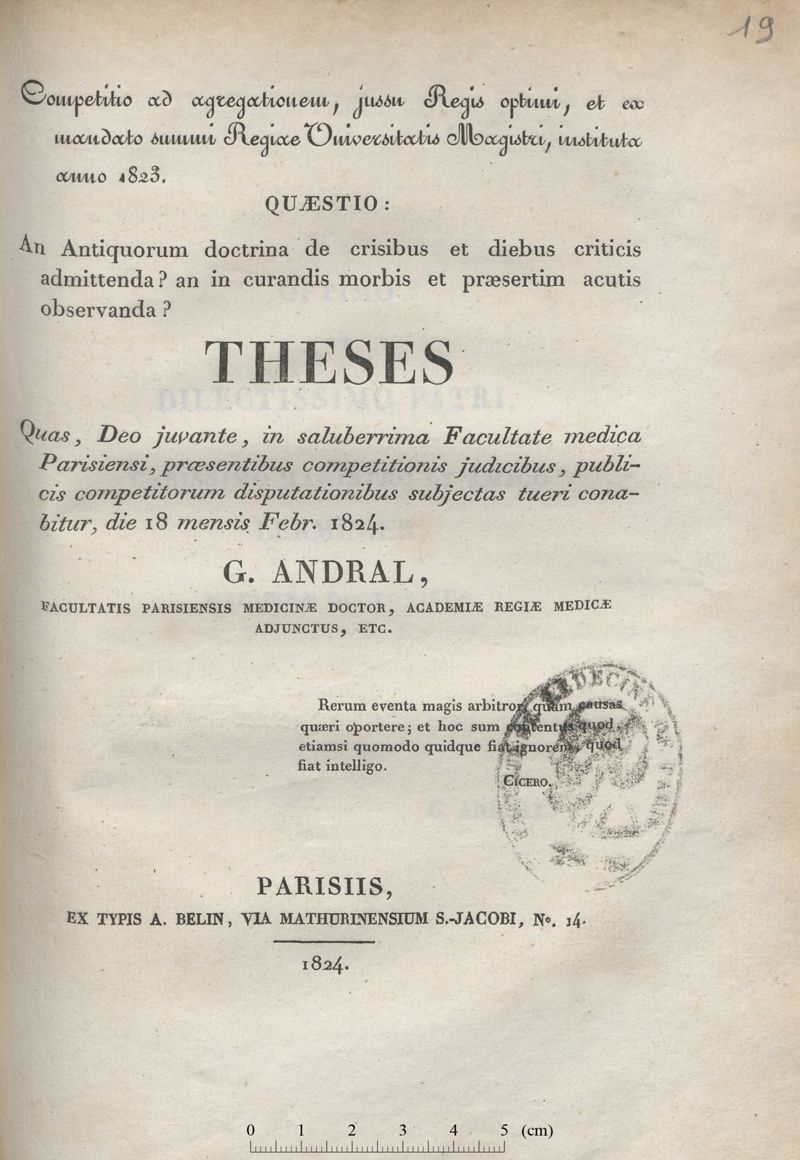 19
Competitio ad agregationem, jussu Regis optimi, et ex
mandato summi Regiae Universitatis Magistri, instituta
anno 1823.
QUÆSTIO :
An Antiquorum doctrina de crisibus et diebus criticis
admittenda ? an in curandis morbis et præsertim acutis
observanda ?
THESES
Quas, Deo juvante, in saluberrima Facultate medica
Parisiensi, præsentibus competitionis judicibus, publi-
cis competitorum disputationibus subjectas tueri cona-
bitur, die 18 mensis Febr. 1824.
G. ANDRAL,
FACULTATIS PARISIENSIS MEDICINÆ DOCTOR, ACADEMIÆ REGIÆ MEDICÆ
ADJUNCTUS, ETC.
Rerum eventa magis arbitror quam causas
quæri oportere ; et hoc sum contentus quod,
etiamsi quomodo quidque fiat ignorem, quod
fiat intelligo.
CICERO.
PARISIIS,
EX TYPIS A. BELIN, VIA MATHURINENSIUM S.-JACOBI, Nº. 14.
1824.
0 1 2 3 4 5 (cm)